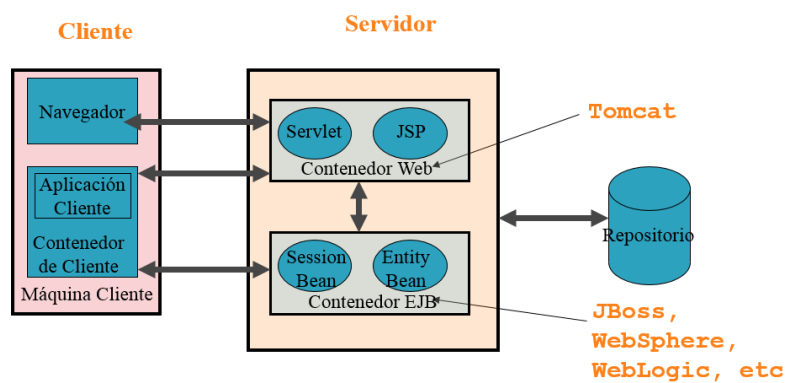 Cliente
Servidor
Navegador
Aplicación
Cliente
Contenedor
de Cliente
Máquina Cliente
Servlet
JSP
Contenedor Web
Session
Bean
Entity
Bean
Contenedor EJB
Tomcat
Repositorio
JBoss,
WebSphere,
WebLogic, etc